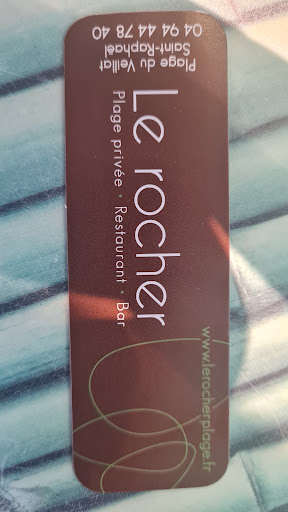 Le rocher
Plage privée • Restaurant • Bar
www.lerocherplage.fr
Plage du Veillat
Saint-Raphaël
04 94 44 78 40